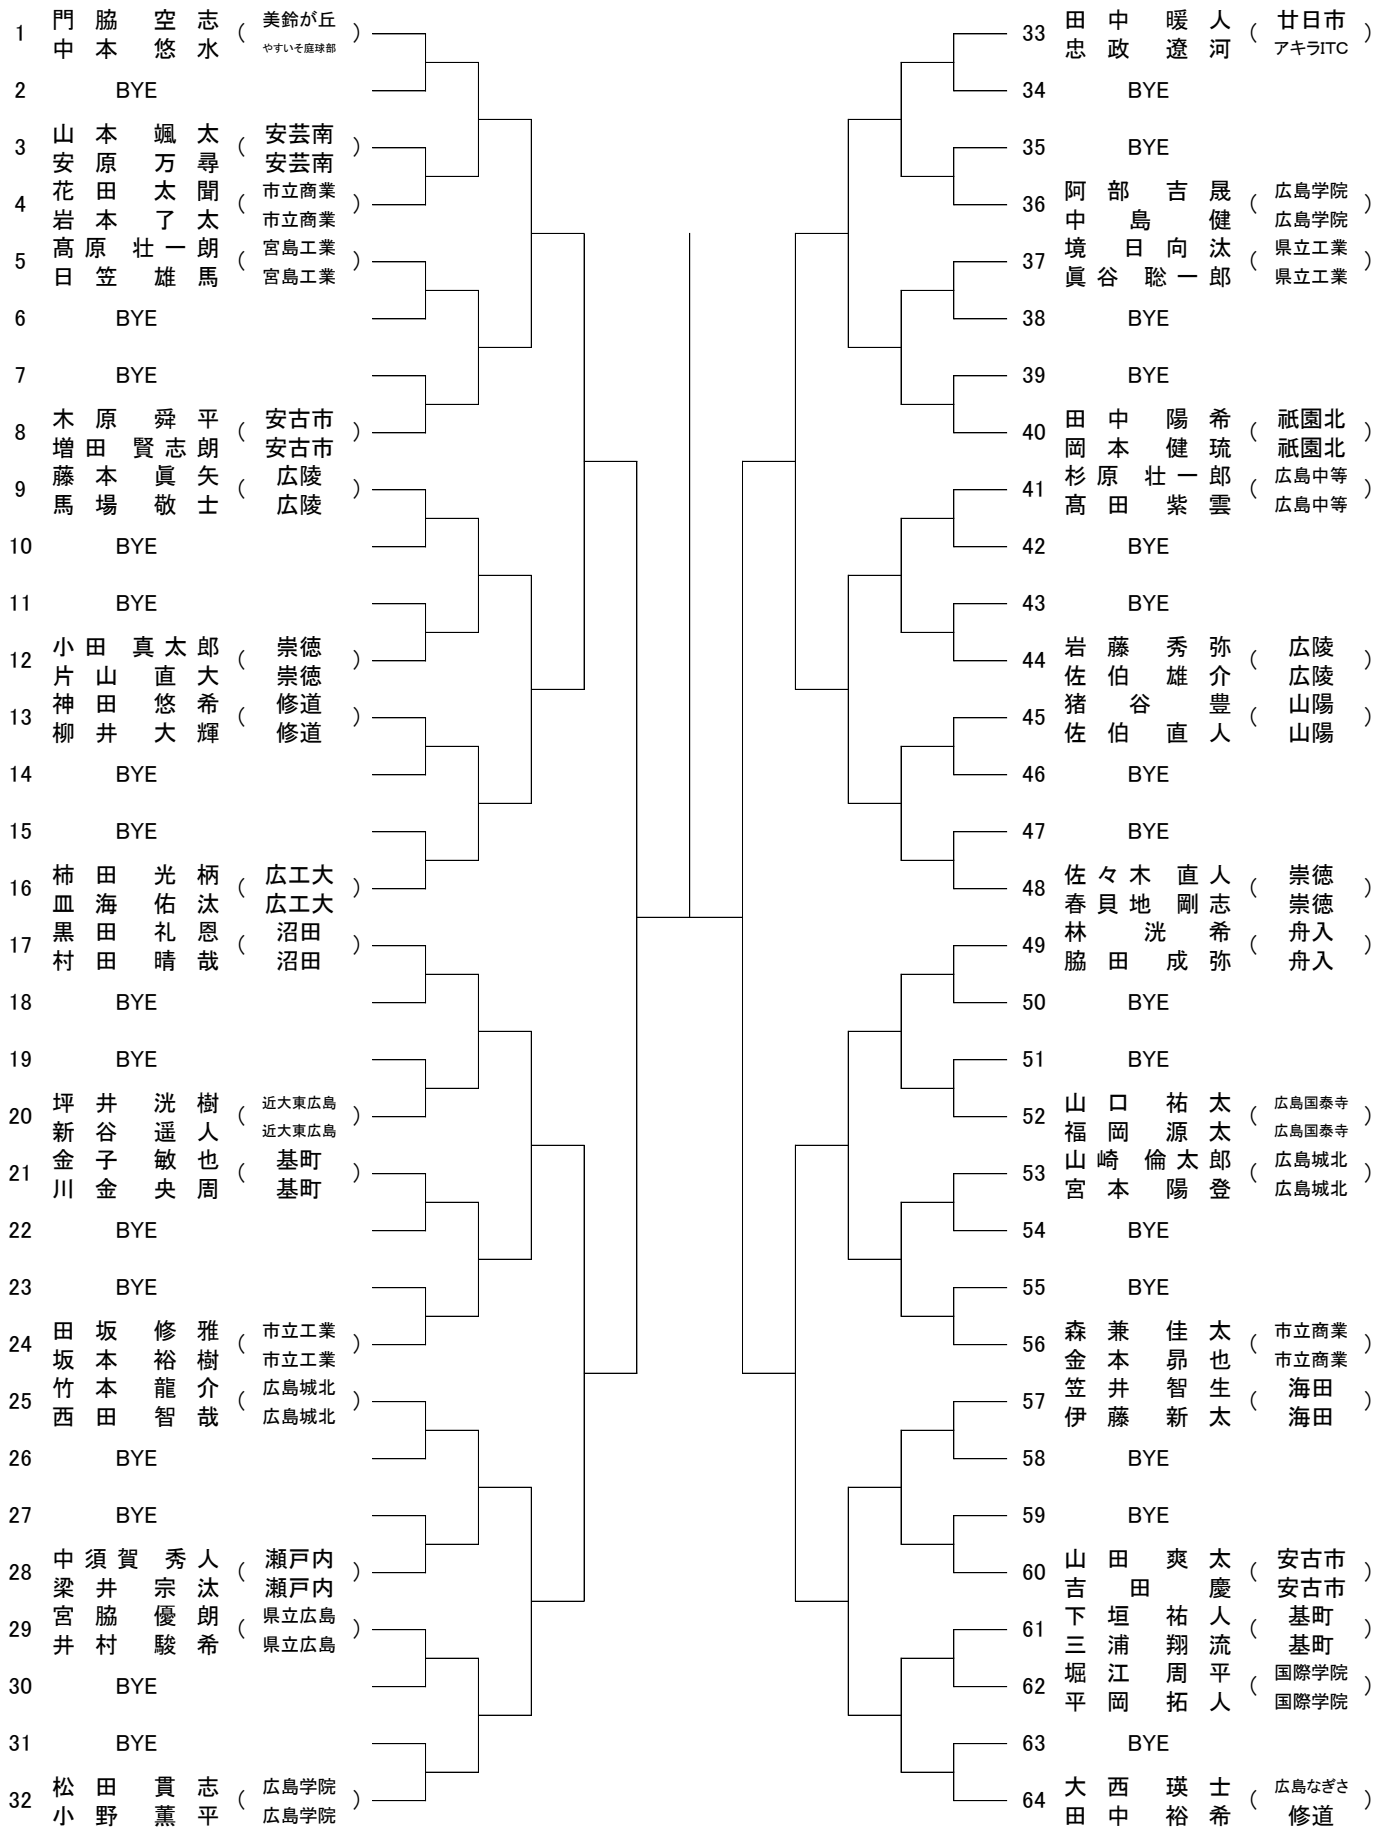 1 門脇 空志 ( 美鈴が丘 )
中本 悠水 やすいそ庭球部
2 BYE
3 山本 颯太 ( 安芸南 )
安原 万尋 安芸南
4 花田 太聞 ( 市立商業 )
岩本 了太 市立商業
5 髙原 壮一朗 ( 宮島工業 )
日笠 雄馬 宮島工業
6 BYE
7 BYE
8 木原 舜平 ( 安古市 )
増田 賢志朗 安古市
9 藤本 眞矢 ( 広陵 )
馬場 敬士 広陵
10 BYE
11 BYE
12 小田 真太郎 ( 崇徳 )
片山 直大 崇徳
13 神田 悠希 ( 修道 )
柳井 大輝 修道
14 BYE
15 BYE
16 柿田 光柄 ( 広工大 )
皿海 佑汰 広工大
17 黒田 礼恩 ( 沼田 )
村田 晴哉 沼田
18 BYE
19 BYE
20 坪井 洸樹 ( 近大東広島 )
新谷 遥人 近大東広島
21 金子 敏也 ( 基町 )
川金 央周 基町
22 BYE
23 BYE
24 田坂 修雅 ( 市立工業 )
坂本 裕樹 市立工業
25 竹本 龍介 ( 広島城北 )
西田 智哉 広島城北
26 BYE
27 BYE
28 中須賀 秀人 ( 瀬戸内 )
梁井 宗汰 瀬戸内
29 宮脇 優朗 ( 県立広島 )
井村 駿希 県立広島
30 BYE
31 BYE
32 松田 貫志 ( 広島学院 )
小野 薫平 広島学院
33 田中 暖人 ( 廿日市 )
忠政 遼河 アキラITC
34 BYE
35 BYE
36 阿部 吉晟 ( 広島学院 )
中島 健 広島学院
37 境 日向汰 ( 県立工業 )
眞谷 聡一郎 県立工業
38 BYE
39 BYE
40 田中 陽希 ( 祇園北 )
岡本 健琉 祇園北
41 杉原 壮一郎 ( 広島中等 )
髙田 紫雲 広島中等
42 BYE
43 BYE
44 岩藤 秀弥 ( 広陵 )
佐伯 雄介 広陵
45 猪谷 豊 ( 山陽 )
佐伯 直人 山陽
46 BYE
47 BYE
48 佐々木 直人 ( 崇徳 )
春貝地 剛志 崇徳
49 林 洸希 ( 舟入 )
脇田 成弥 舟入
50 BYE
51 BYE
52 山口 祐太 ( 広島国泰寺 )
福岡 源太 広島国泰寺
53 山崎 倫太郎 ( 広島城北 )
宮本 陽登 広島城北
54 BYE
55 BYE
56 森兼 佳太 ( 市立商業 )
金本 昴也 市立商業
57 笠井 智生 ( 海田 )
伊藤 新太 海田
58 BYE
59 BYE
60 山田 爽太 ( 安古市 )
吉田 慶 安古市
61 下垣 祐人 ( 基町 )
三浦 翔流 基町
62 堀江 周平 ( 国際学院 )
平岡 拓人 国際学院
63 BYE
64 大西 瑛士 ( 広島なぎさ )
田中 裕希 修道